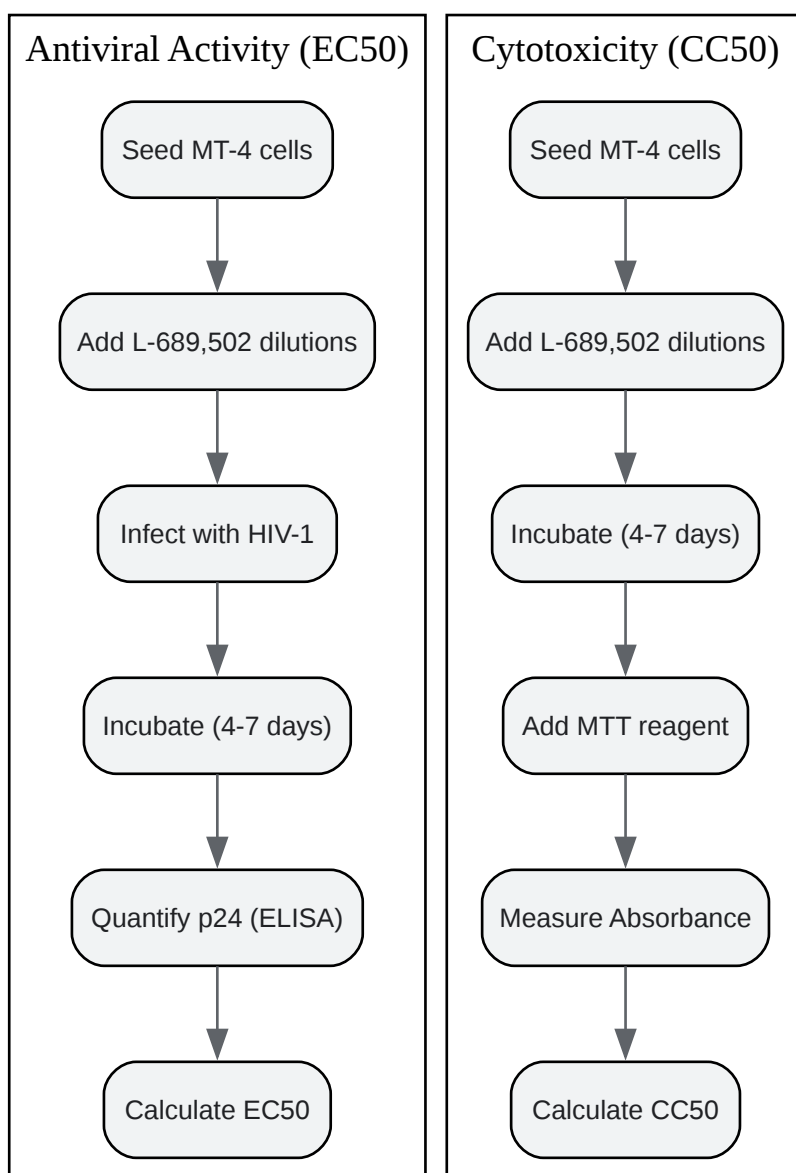 Antiviral Activity (EC50)
Seed MT-4 cells
Add L-689,502 dilutions
Infect with HIV-1
Incubate (4-7 days)
Quantify p24 (ELISA)
Calculate EC50
Cytotoxicity (CC50)
Seed MT-4 cells
Add L-689,502 dilutions
Incubate (4-7 days)
Add MTT reagent
Measure Absorbance
Calculate CC50